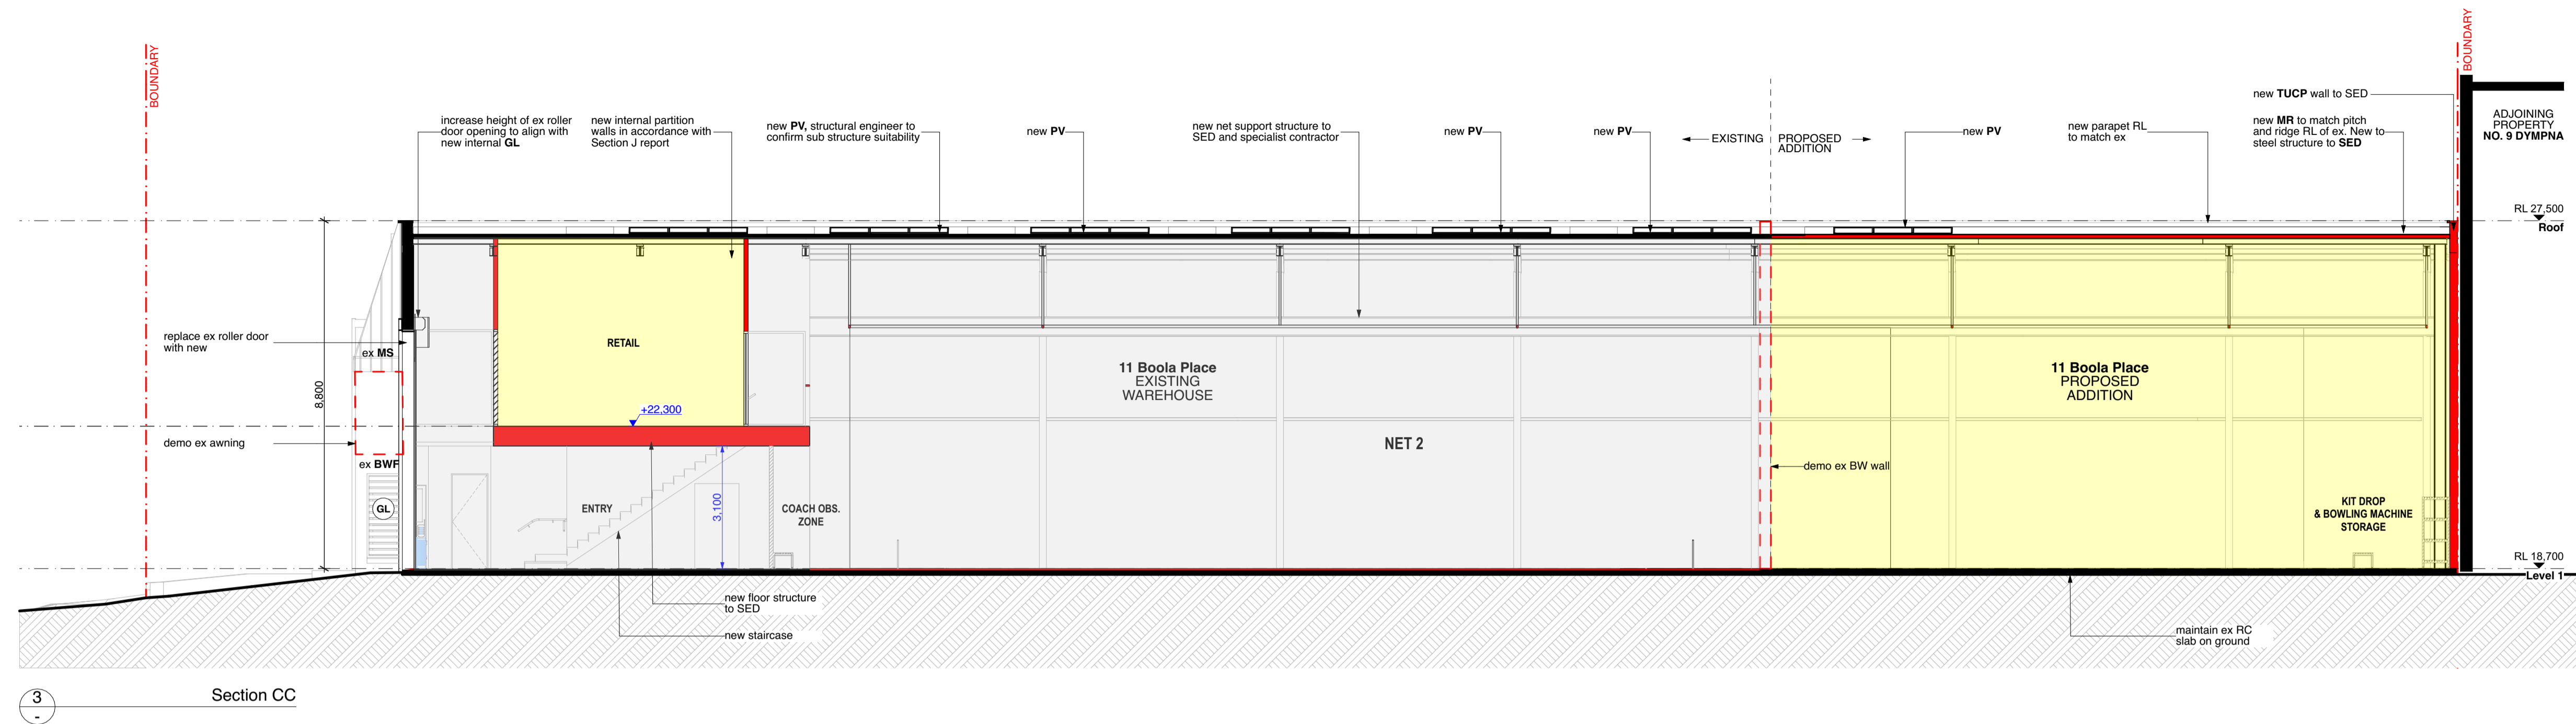 BOUNDARY
BOUNDARY
increase height of ex roller
door opening to align with
new internal GL
new internal partition
walls in accordance with
Section J report
new PV, structural engineer to
confirm sub structure suitability
new PV
new net support structure to
SED and specialist contractor
new PV
new PV
EXISTING
PROPOSED
ADDITION
new PV
new parapet RL
to match ex
new TUCP wall to SED
new MR to match pitch
and ridge RL of ex. New to
steel structure to SED
ADJOINING
PROPERTY
NO. 9 DYMPNA
RL 27,500
Roof
replace ex roller door
with new
ex MS
8,800
demo ex awning
ex BWF
GL
RETAIL
+22,300
11 Boola Place
EXISTING
WAREHOUSE
11 Boola Place
PROPOSED
ADDITION
NET 2
demo ex BW wall
ENTRY
3,100
COACH OBS.
ZONE
KIT DROP
& BOWLING MACHINE
STORAGE
RL 18,700
Level 1
new floor structure
to SED
new staircase
maintain ex RC
slab on ground
3
-
Section CC